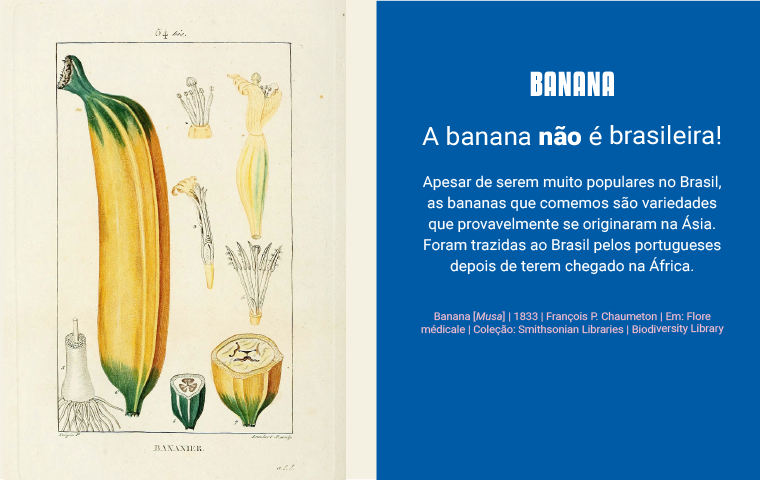 54 bis.
BANANIER.
BANANA
A banana não é brasileira!
Apesar de serem muito populares no Brasil,
as bananas que comemos são variedades
que provavelmente se originaram na Ásia.
Foram trazidas ao Brasil pelos portugueses
depois de terem chegado na África.
Banana [Musa] | 1833 | François P. Chaumeton | Em: Flore
médicale | Coleção: Smithsonian Libraries | Biodiversity Library